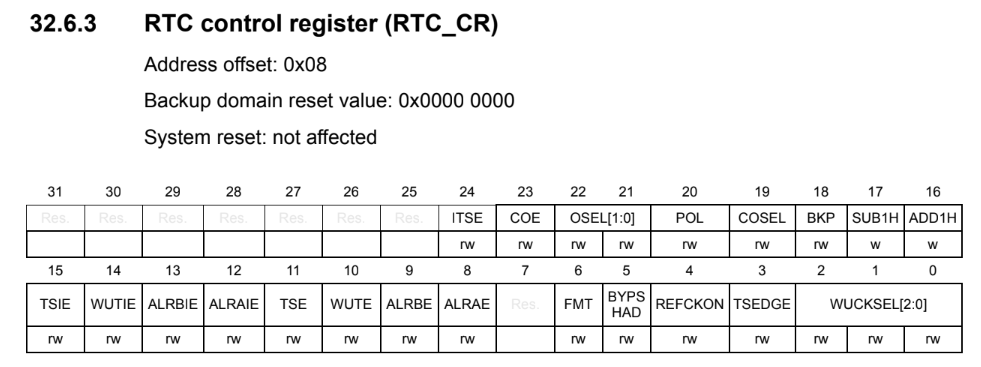 32.6.3 RTC control register (RTC_CR)
Address offset: 0x08
Backup domain reset value: 0x0000 0000
System reset: not affected
31 30 29 28 27 26 25 24 23 22 21 20 19 18 17 16
Res. Res. Res. Res. Res. Res. Res. ITSE COE OSEL[1:0] POL COSEL BKP SUB1H ADD1H
rw rw rw rw rw rw rw w w
15 14 13 12 11 10 9 8 7 6 5 4 3 2 1 0
TSIE WUTIE ALRBIE ALRAIE TSE WUTE ALRBE ALRAE Res. FMT BYPS
HAD REFCKON TSEDGE WUCKSEL[2:0]
rw rw rw rw rw rw rw rw rw rw rw rw rw rw rw